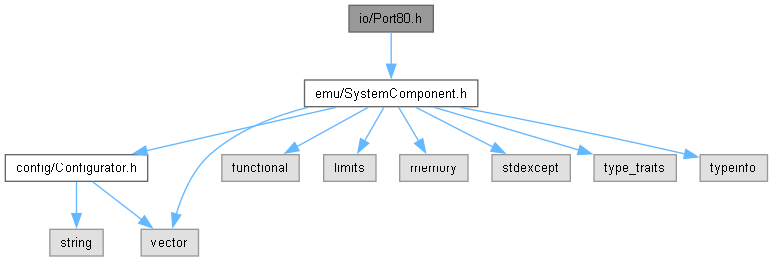 io/Port80.h
emu/SystemComponent.h
config/Configurator.h
functional
limits
memory
stdexcept
type_traits
typeinfo
string
vector